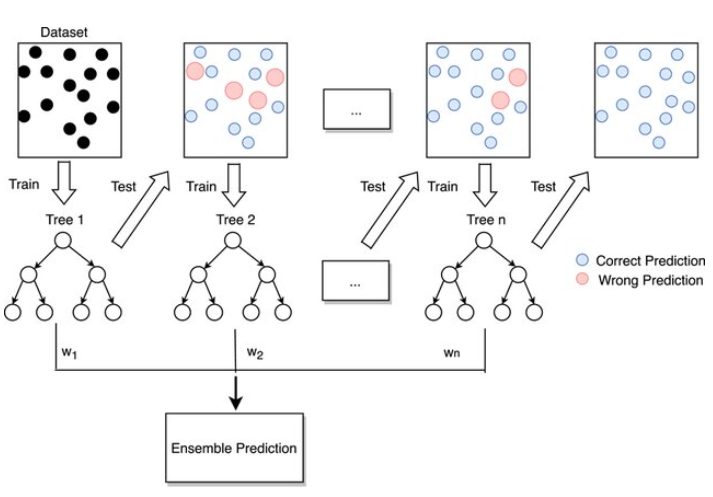 Dataset
...
Train
Test
Train
Test
Train
Test
Tree 1
Tree 2
Tree n
...
Correct Prediction
Wrong Prediction
w1
w2
wn
Ensemble Prediction